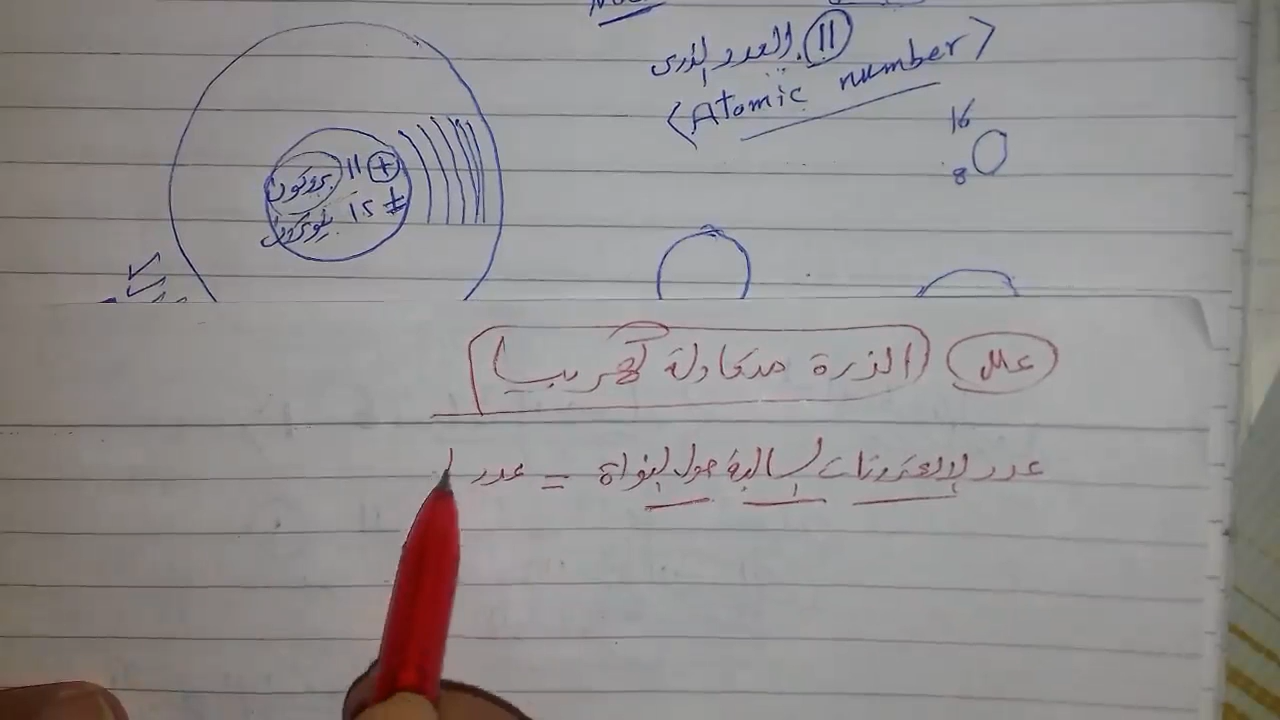 11 العدد الذرى
<Atomic number>
16
8 O
بروتون 11 +
نيوترون 12 ±
علل الذرة متعادلة كهربيا
عدد الالكترونات السالبة حول النواة = عدد ا